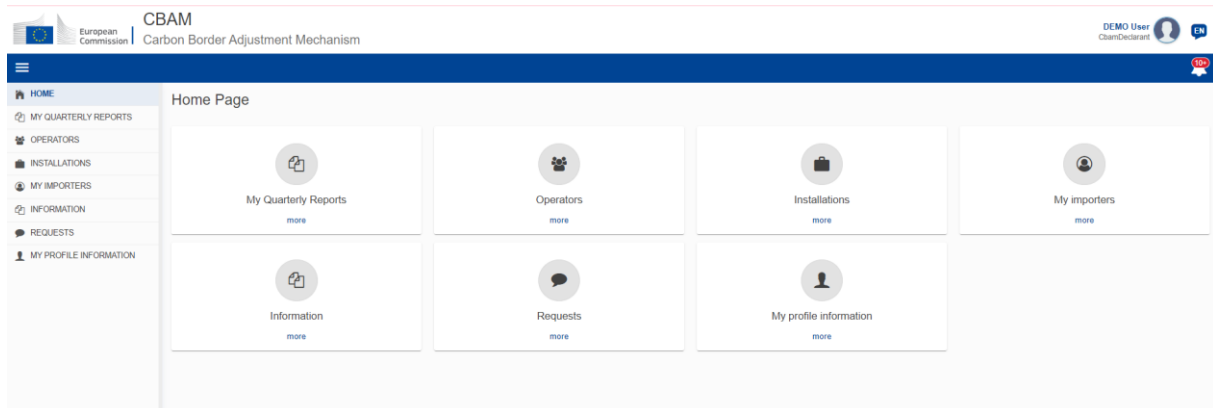 European
Commission
CBAM
Carbon Border Adjustment Mechanism
DEMO User
CbamDeclarant
EN
10+
HOME
MY QUARTERLY REPORTS
OPERATORS
INSTALLATIONS
MY IMPORTERS
INFORMATION
REQUESTS
MY PROFILE INFORMATION
Home Page
My Quarterly Reports
more
Operators
more
Installations
more
My importers
more
Information
more
Requests
more
My profile information
more